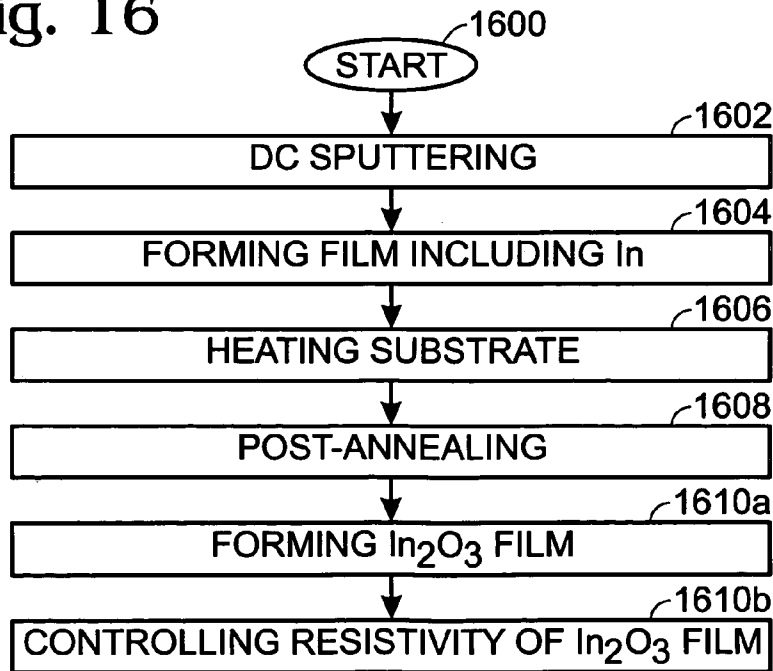 ig. 16
1600
START
1602
DC SPUTTERING
1604
FORMING FILM INCLUDING In
1606
HEATING SUBSTRATE
1608
POST-ANNEALING
1610a
FORMING In₂O₃ FILM
1610b
CONTROLLING RESISTIVITY OF In₂O₃ FILM